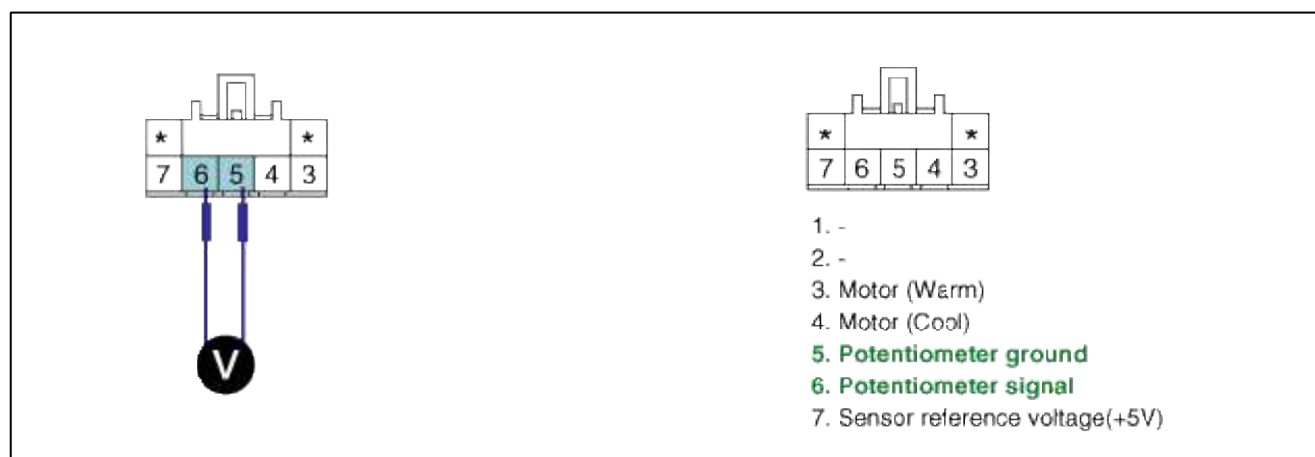 * *
7 6 5 4 3
V
* *
7 6 5 4 3
1. -
2. -
3. Motor (Warm)
4. Motor (Cool)
5. Potentiometer ground
6. Potentiometer signal
7. Sensor reference voltage(+5V)